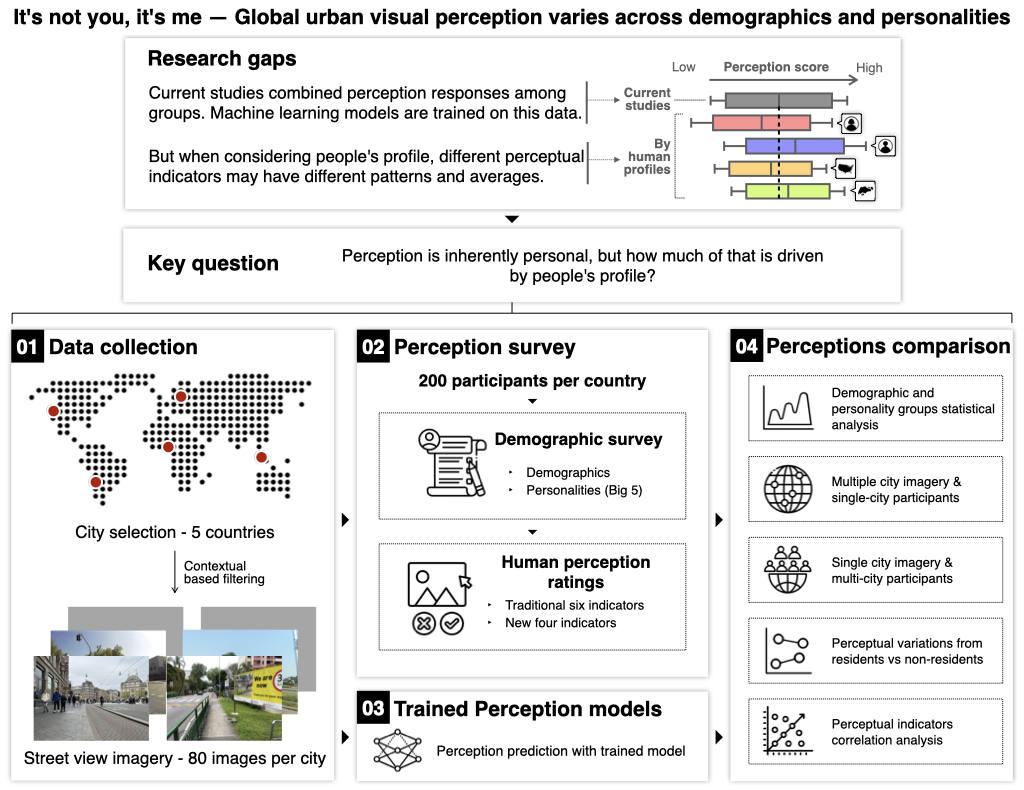 It's not you, it's me — Global urban visual perception varies across demographics and personalities
Research gaps
Current studies combined perception responses among
groups. Machine learning models are trained on this data.
But when considering people's profile, different perceptual
indicators may have different patterns and averages.
Low
Perception score
High
Current
studies
By
human
profiles
Key question
Perception is inherently personal, but how much of that is driven
by people's profile?
01 Data collection
City selection - 5 countries
Contextual
based filtering
We are
now
Street view imagery - 80 images per city
02 Perception survey
200 participants per country
Demographic survey
‣ Demographics
‣ Personalities (Big 5)
Human perception
ratings
‣ Traditional six indicators
‣ New four indicators
03 Trained Perception models
Perception prediction with trained model
04 Perceptions comparison
Demographic and
personality groups statistical
analysis
Multiple city imagery &
single-city participants
Single city imagery &
multi-city participants
Perceptual variations from
residents vs non-residents
Perceptual indicators
correlation analysis